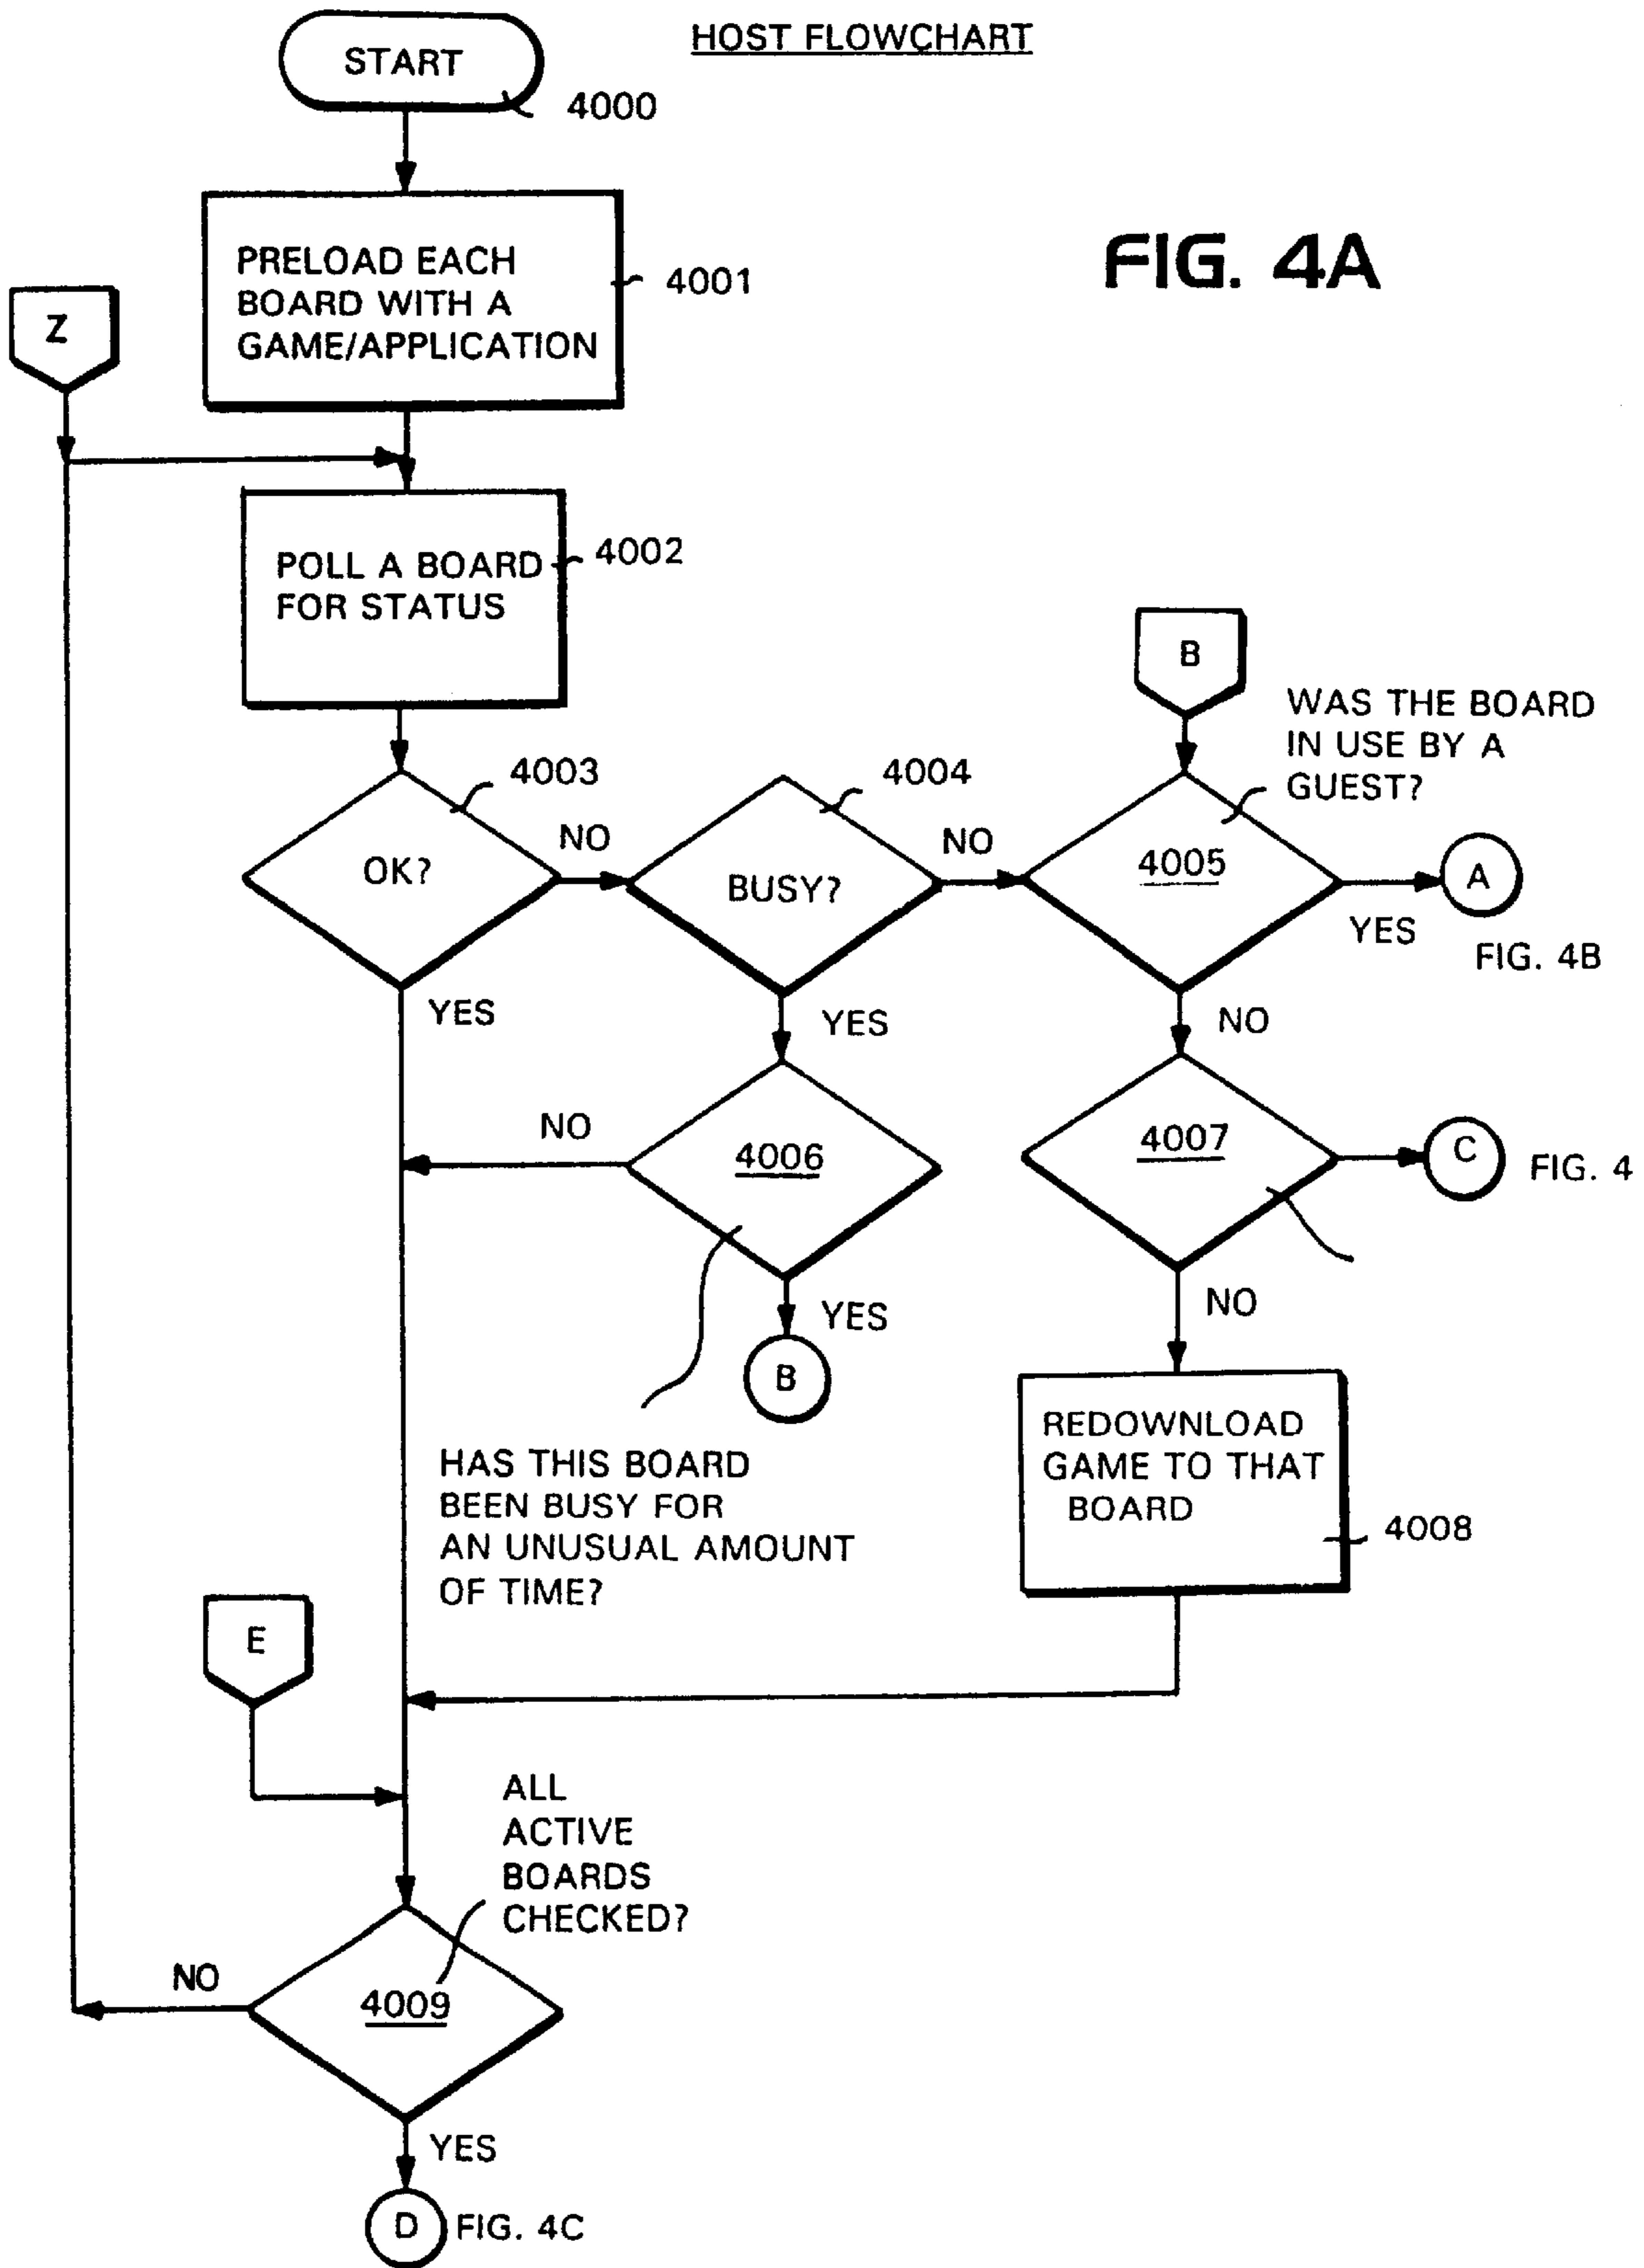 HOST FLOWCHART
START
4000
FIG. 4A
PRELOAD EACH
BOARD WITH A
GAME/APPLICATION
4001
Z
POLL A BOARD
FOR STATUS
4002
B
WAS THE BOARD
IN USE BY A
GUEST?
4003
4004
OK?
NO
BUSY?
NO
4005
A
YES
FIG. 4B
YES
YES
NO
NO
4006
4007
C
FIG. 4
YES
B
NO
HAS THIS BOARD
BEEN BUSY FOR
AN UNUSUAL AMOUNT
OF TIME?
REDOWNLOAD
GAME TO THAT
BOARD
4008
E
ALL
ACTIVE
BOARDS
CHECKED?
NO
4009
YES
D
FIG. 4C